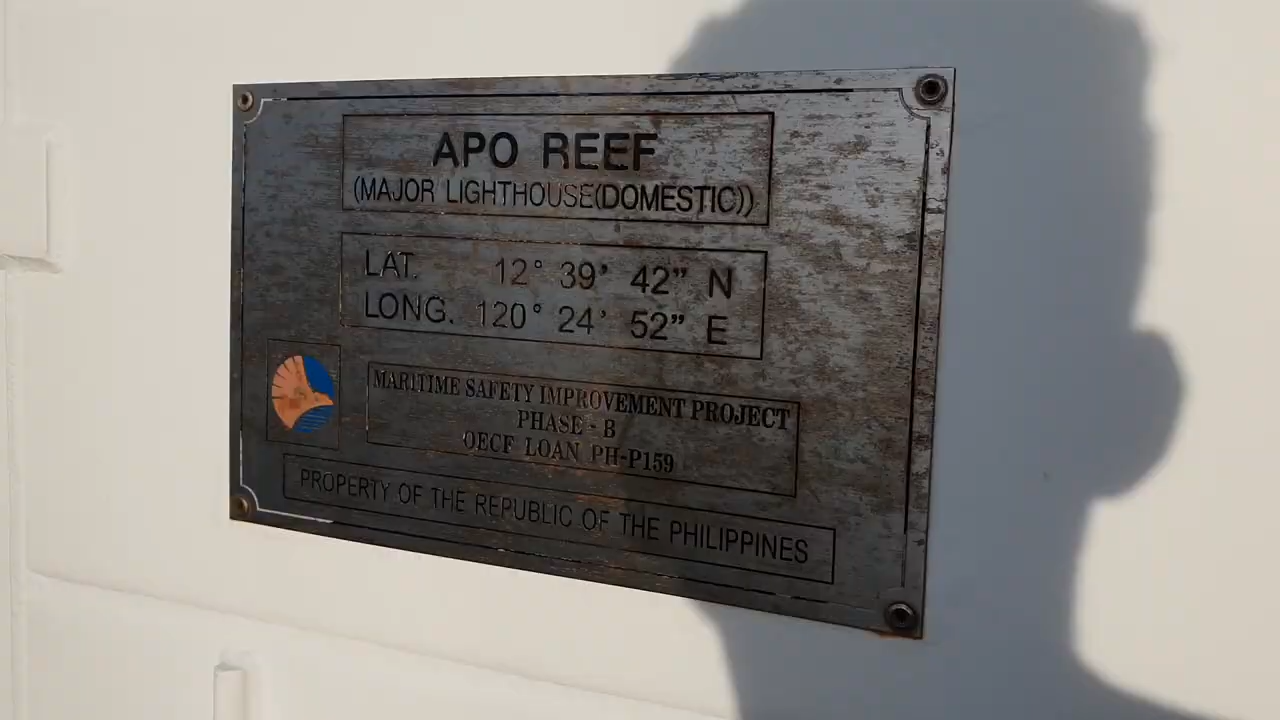 APO REEF
(MAJOR LIGHTHOUSE(DOMESTIC))
LAT. 12° 39' 42" N
LONG. 120° 24' 52" E
MARITIME SAFETY IMPROVEMENT PROJECT
PHASE - B
OECF LOAN PH-P159
PROPERTY OF THE REPUBLIC OF THE PHILIPPINES